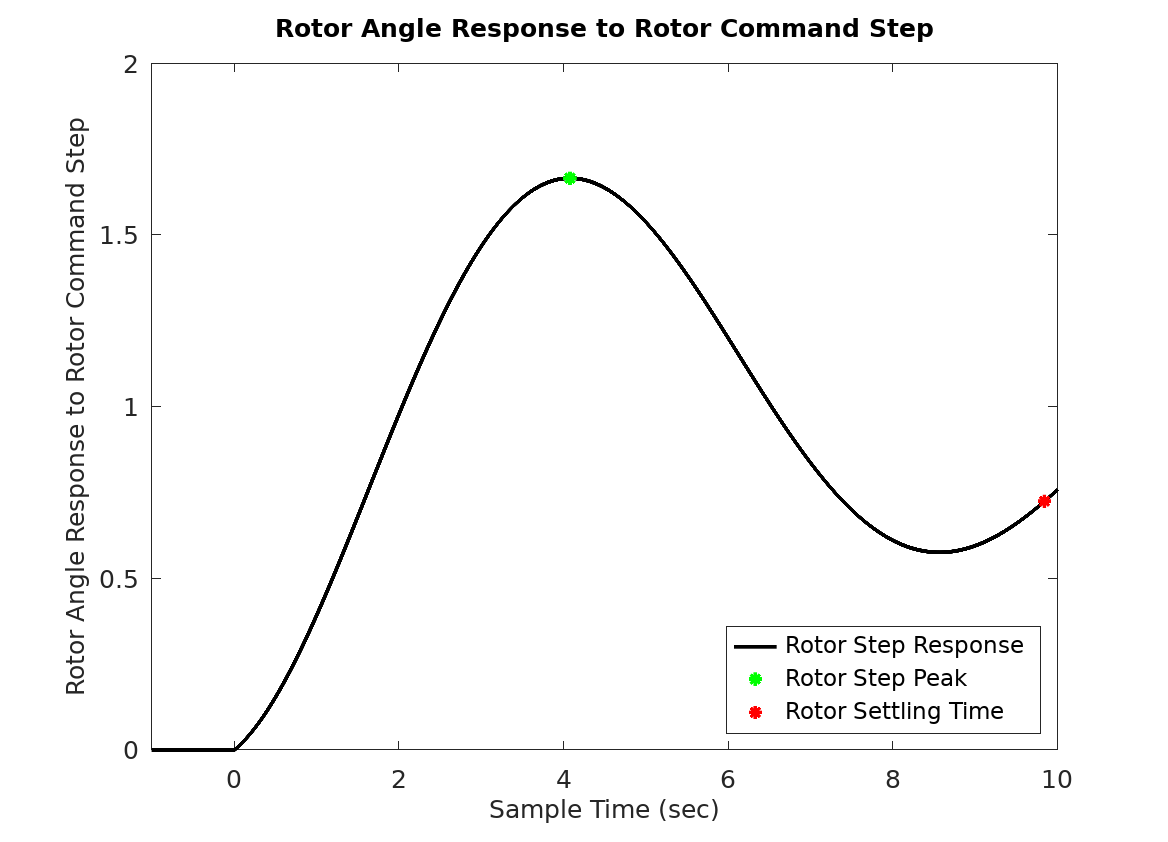 Rotor Angle Response to Rotor Command Step
Rotor Angle Response to Rotor Command Step
2
1.5
1
0.5
0
0 2 4 6 8 10
Sample Time (sec)
Rotor Step Response
Rotor Step Peak
Rotor Settling Time